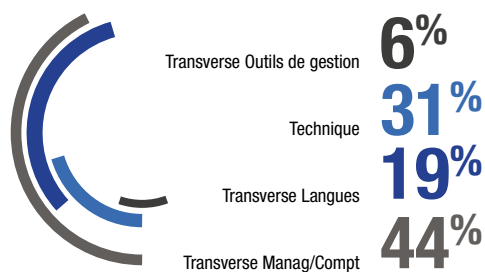 Transverse Outils de gestion 6%
Technique 31%
Transverse Langues 19%
Transverse Manag/Compt 44%